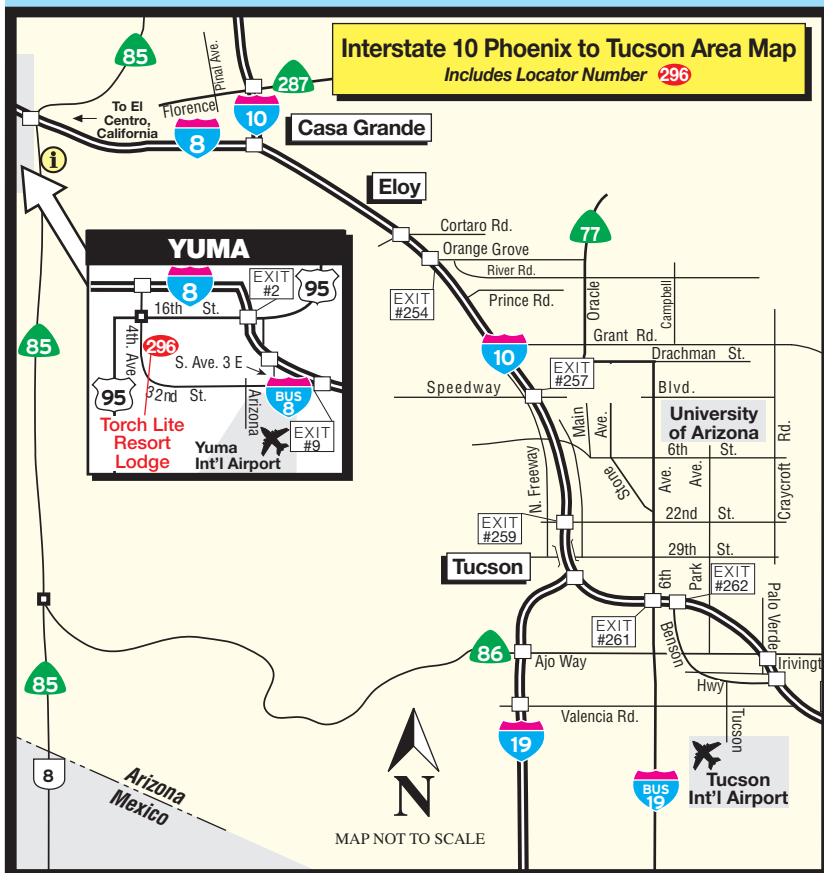 Interstate 10 Phoenix to Tucson Area Map
Includes Locator Number 296
85
Pinal Ave.
287
To El
Centro,
California
Florence
8
10
Casa Grande
i
Eloy
Cortaro Rd.
Orange Grove
River Rd.
77
Prince Rd.
EXIT
#254
Oracle
Campbell
Grant Rd.
Drachman St.
10
EXIT
#257
Speedway
Blvd.
YUMA
8
EXIT
#2
95
16th St.
4th. Ave
296
S. Ave. 3 E
95
32nd St.
BUS
8
Arizona
EXIT
#9
Torch Lite
Resort
Lodge
Yuma
Int'l Airport
85
Main
Ave.
University
of Arizona
6th St.
Stone
Ave.
Ave.
Craycroft Rd.
N. Freeway
22nd St.
EXIT
#259
29th St.
Tucson
6th
Park
EXIT
#262
Palo Verde
EXIT
#261
Benson
Hwy
86
Ajo Way
Irivingt
85
Valencia Rd.
Tucson
19
8
Arizona
Mexico
N
MAP NOT TO SCALE
BUS
19
Tucson
Int'l Airport